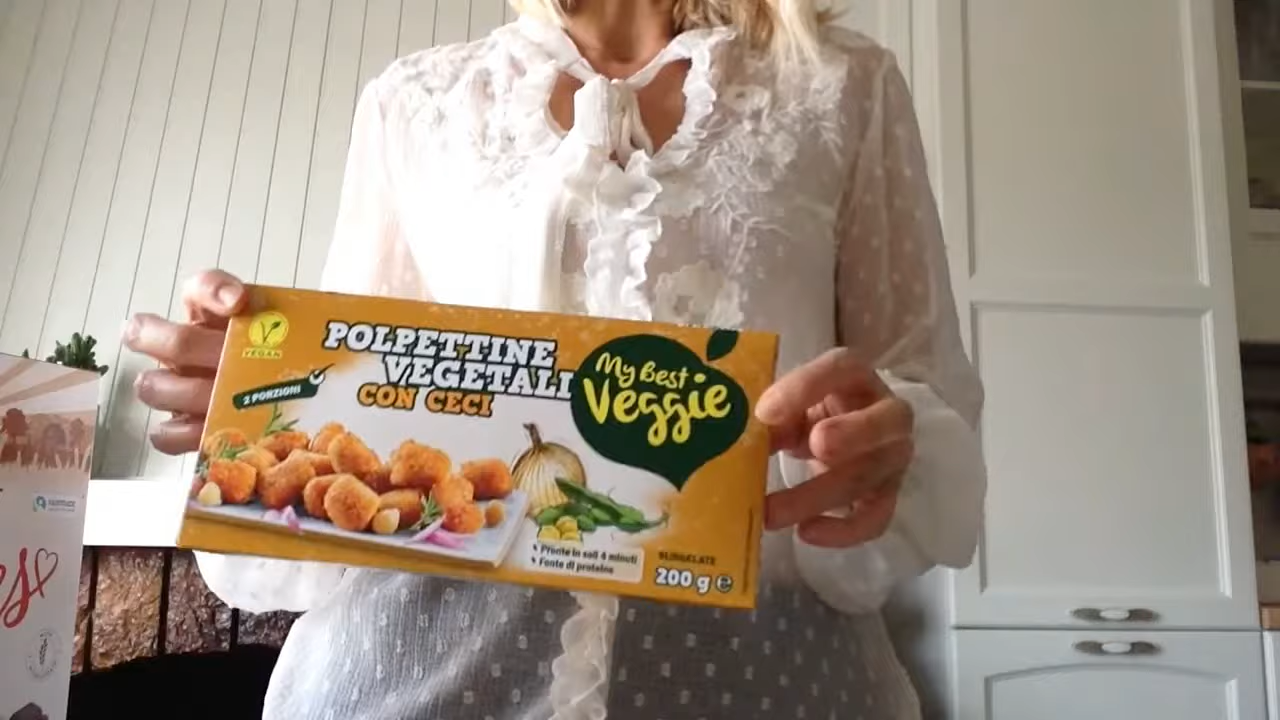 VEGAN
2 PORZIONI
POLPETTINE
VEGETALI
CON CECI
My Best
Veggie
Pronte in soli 4 minuti
Fonte di proteine
SURGELATE
200 g e